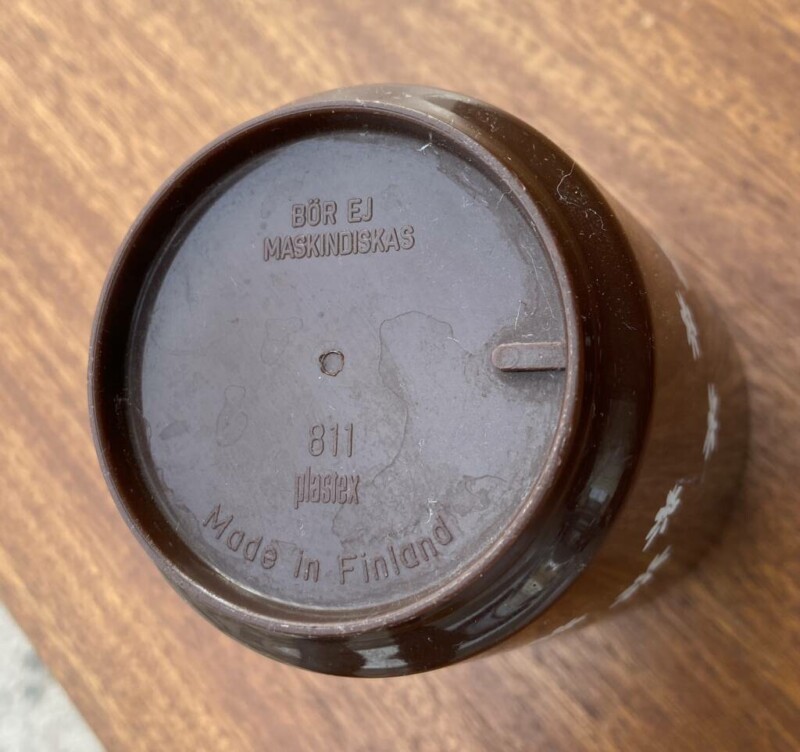 BÖR EJ
MASKINDISKAS
811
plastex
Made in Finland